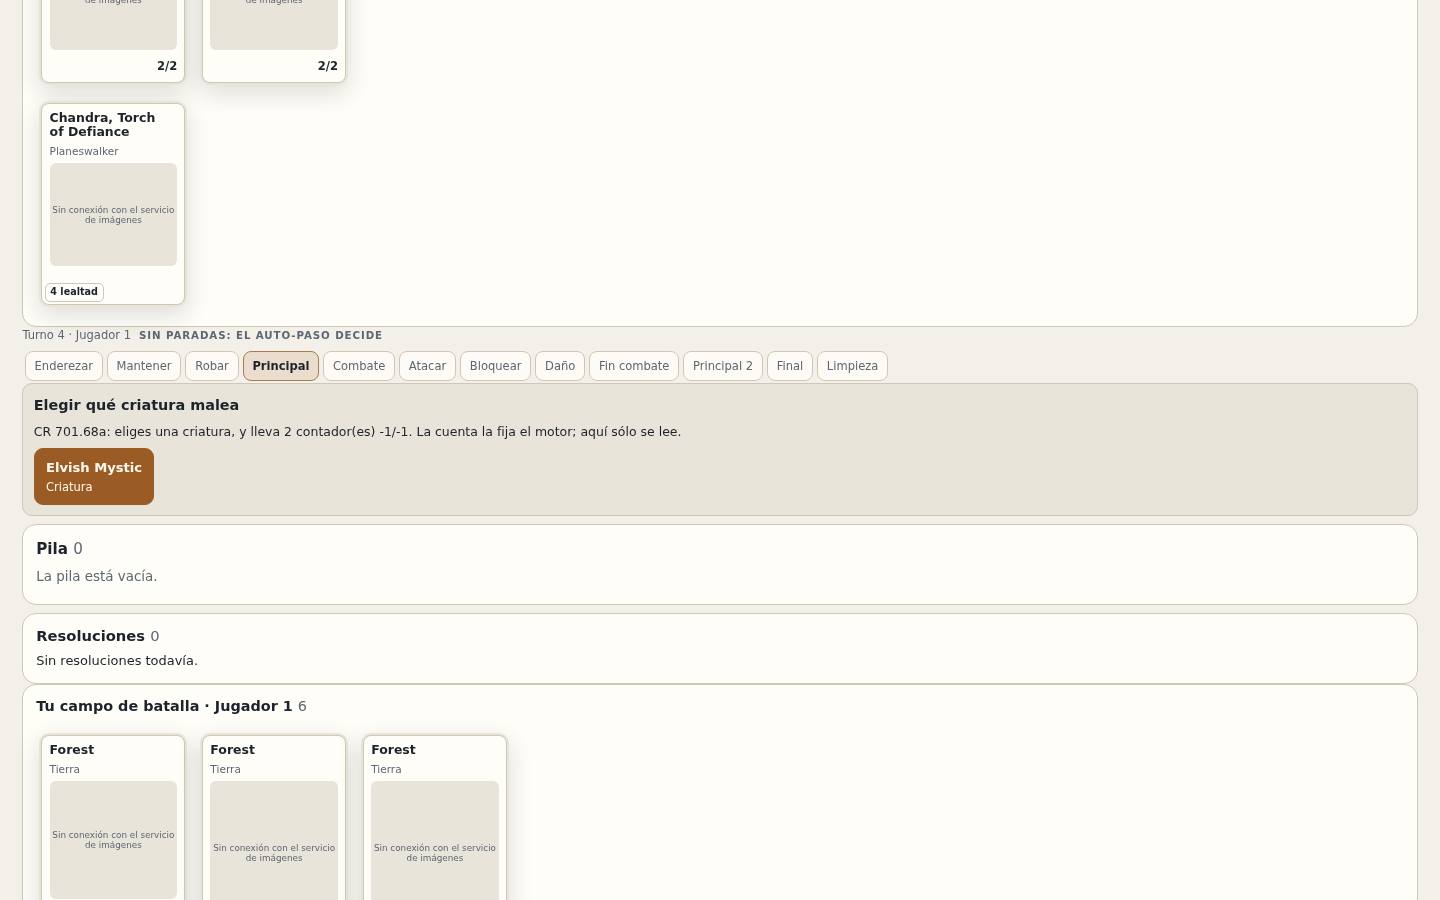 de imágenes
de imágenes
2/2
2/2
Chandra, Torch
of Defiance
Planeswalker
Sin conexión con el servicio
de imágenes
4 lealtad
Turno 4 · Jugador 1 SIN PARADAS: EL AUTO-PASO DECIDE
Enderezar Mantener Robar Principal Combate Atacar Bloquear Daño Fin combate Principal 2 Final Limpieza
Elegir qué criatura malea
CR 701.68a: eliges una criatura, y lleva 2 contador(es) -1/-1. La cuenta la fija el motor; aquí sólo se lee.
Elvish Mystic
Criatura
Pila 0
La pila está vacía.
Resoluciones 0
Sin resoluciones todavía.
Tu campo de batalla · Jugador 1 6
Forest
Tierra
Sin conexión con el servicio
de imágenes
Forest
Tierra
Sin conexión con el servicio
de imágenes
Forest
Tierra
Sin conexión con el servicio
de imágenes